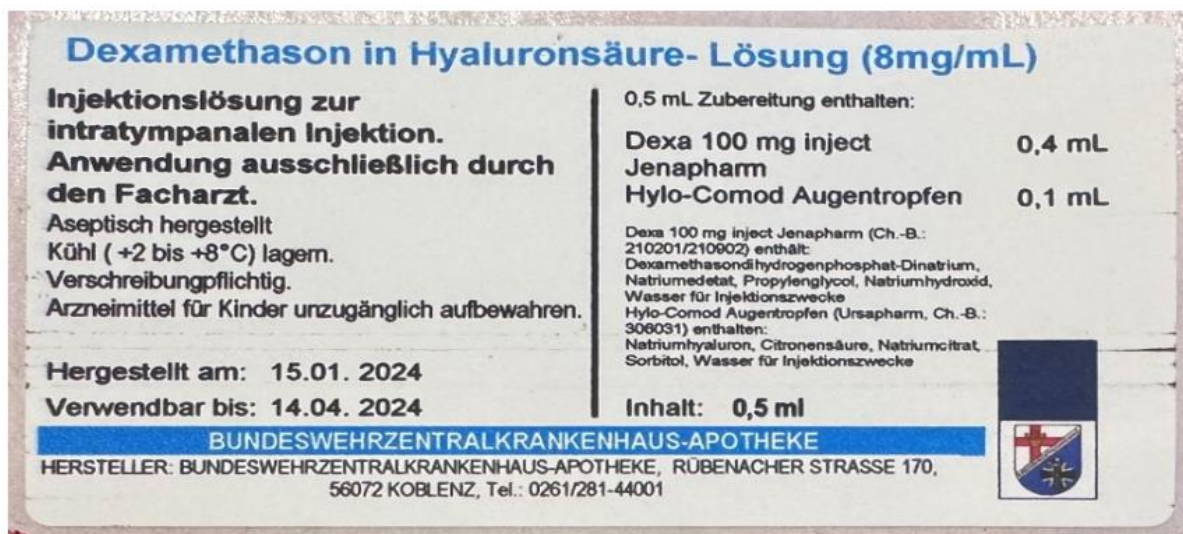 Dexamethason in Hyaluronsäure- Lösung (8mg/mL)
Injektionslösung zur
intratympanalen Injektion.
Anwendung ausschließlich durch
den Facharzt.
Aseptisch hergestellt
Kühl ( +2 bis +8°C) lagern.
Verschreibungpflichtig.
Arzneimittel für Kinder unzugänglich aufbewahren.
Hergestellt am: 15.01. 2024
Verwendbar bis: 14.04. 2024
0,5 mL Zubereitung enthalten:
Dexa 100 mg inject 0,4 mL
Jenapharm
Hylo-Comod Augentropfen 0,1 mL
Dexa 100 mg inject Jenapharm (Ch.-B.:
210201/210902) enthält:
Dexamethasondihydrogenphosphat-Dinatrium,
Natriumedetat, Propylenglycol, Natriumhydroxid,
Wasser für Injektionszwecke
Hylo-Comod Augentropfen (Ursapharm, Ch.-B.:
306031) enthalten:
Natriumhyaluron, Citronensäure, Natriumcitrat,
Sorbitol, Wasser für Injektionszwecke
Inhalt: 0,5 ml
BUNDESWEHRZENTRALKRANKENHAUS-APOTHEKE
HERSTELLER: BUNDESWEHRZENTRALKRANKENHAUS-APOTHEKE, RÜBENACHER STRASSE 170,
56072 KOBLENZ, Tel.: 0261/281-44001